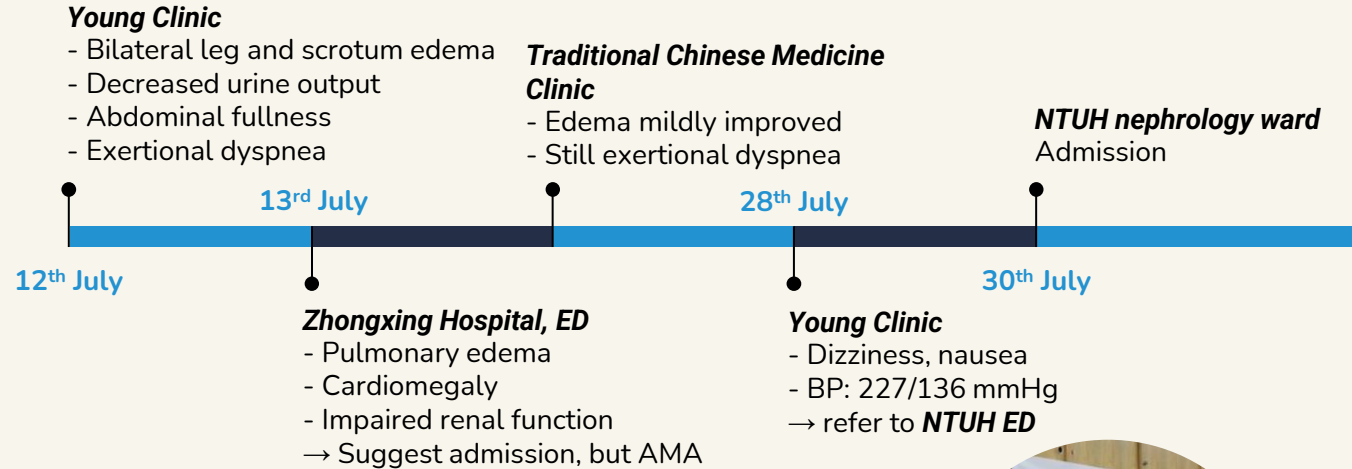 Young Clinic
- Bilateral leg and scrotum edema
- Decreased urine output
- Abdominal fullness
- Exertional dyspnea
12th July
13rd July
Zhongxing Hospital, ED
- Pulmonary edema
- Cardiomegaly
- Impaired renal function
→ Suggest admission, but AMA
Traditional Chinese Medicine
Clinic
- Edema mildly improved
- Still exertional dyspnea
28th July
Young Clinic
- Dizziness, nausea
- BP: 227/136 mmHg
→ refer to NTUH ED
NTUH nephrology ward
Admission
30th July